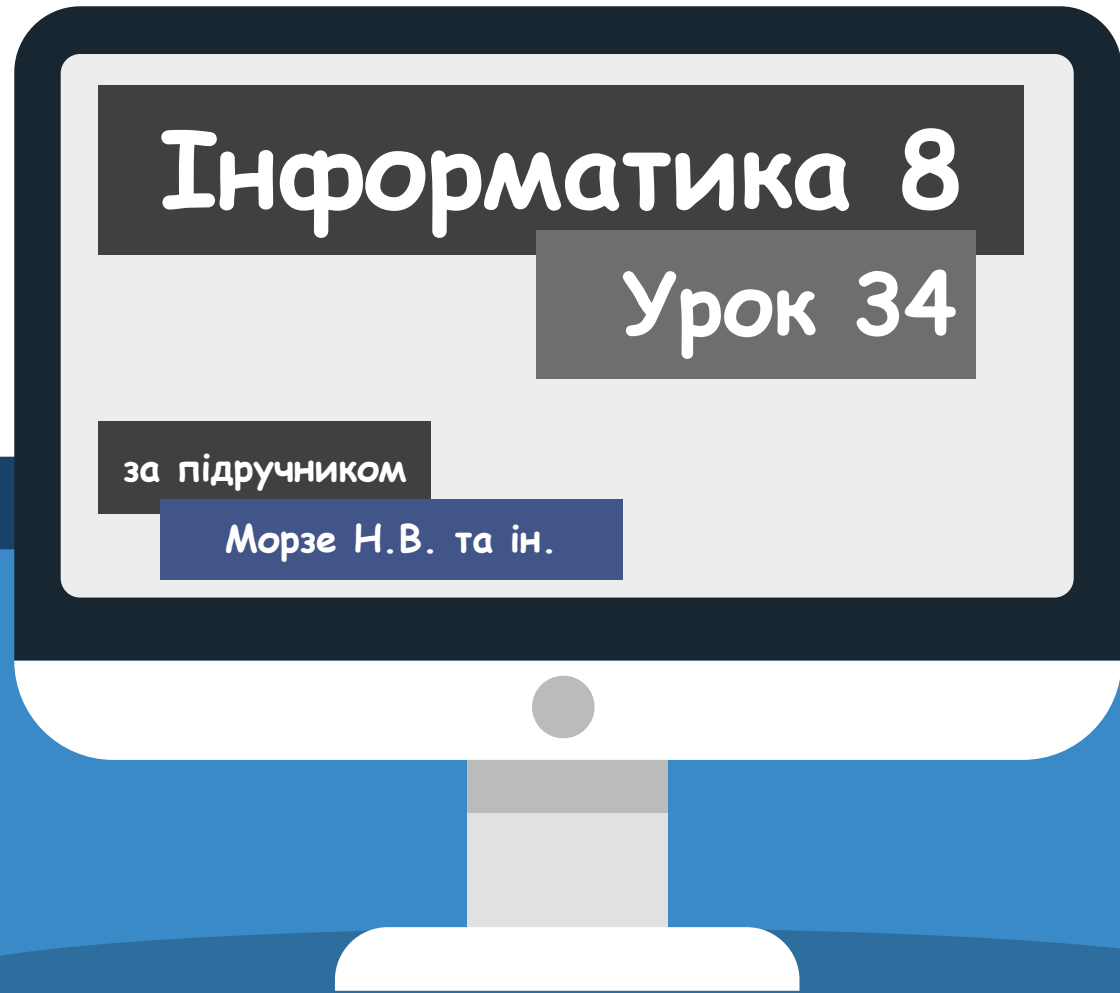 Інформатика 8
Урок 34
за підручником
Морзе Н.В. та ін.